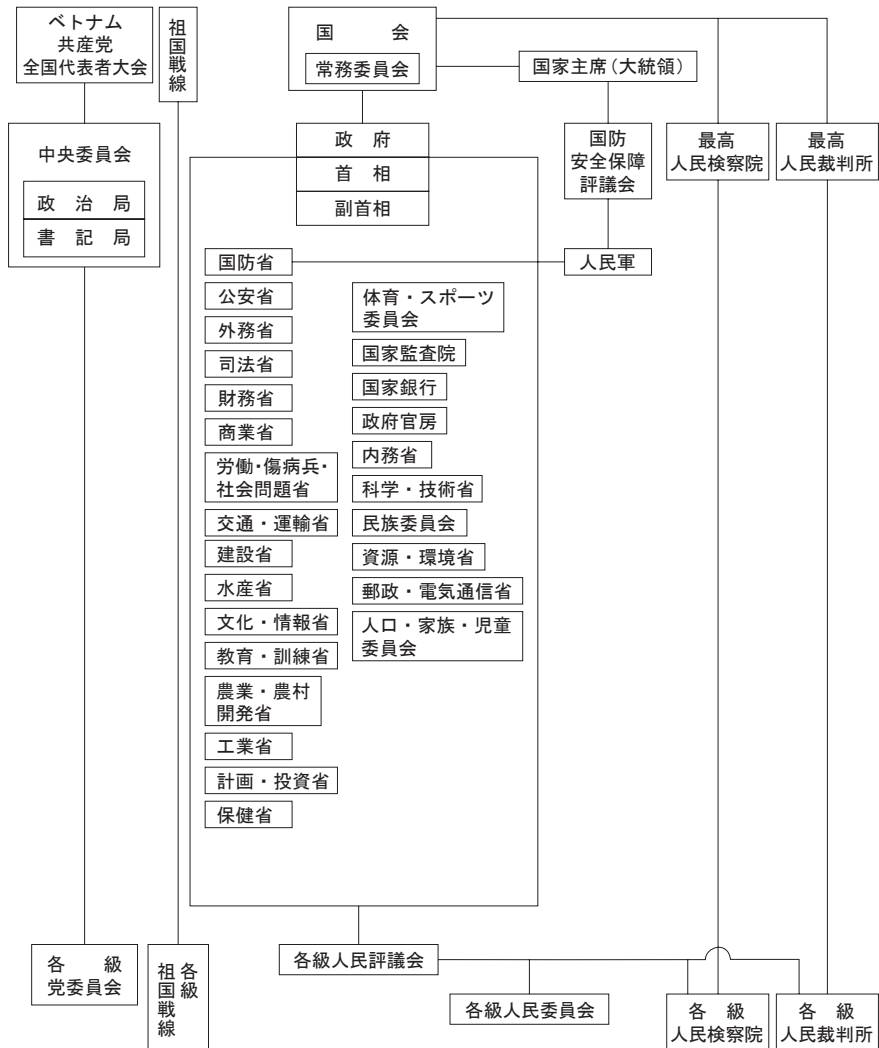 ベトナム
共産党
全国代表者大会
中央委員会
政治局
書記局
各級
党委員会
祖国戦線
各級
祖国戦線
国会
常務委員会
国家主席(大統領)
国防
安全保障
評議会
人民軍
最高
人民検察院
最高
人民裁判所
政府
首相
副首相
国防省
公安省
外務省
司法省
財務省
商業省
労働・傷病兵・
社会問題省
交通・運輸省
建設省
水産省
文化・情報省
教育・訓練省
農業・農村
開発省
工業省
計画・投資省
保健省
体育・スポーツ
委員会
国家監査院
国家銀行
政府官房
内務省
科学・技術省
民族委員会
資源・環境省
郵政・電気通信省
人口・家族・児童
委員会
各級人民評議会
各級人民委員会
各級
人民検察院
各級
人民裁判所